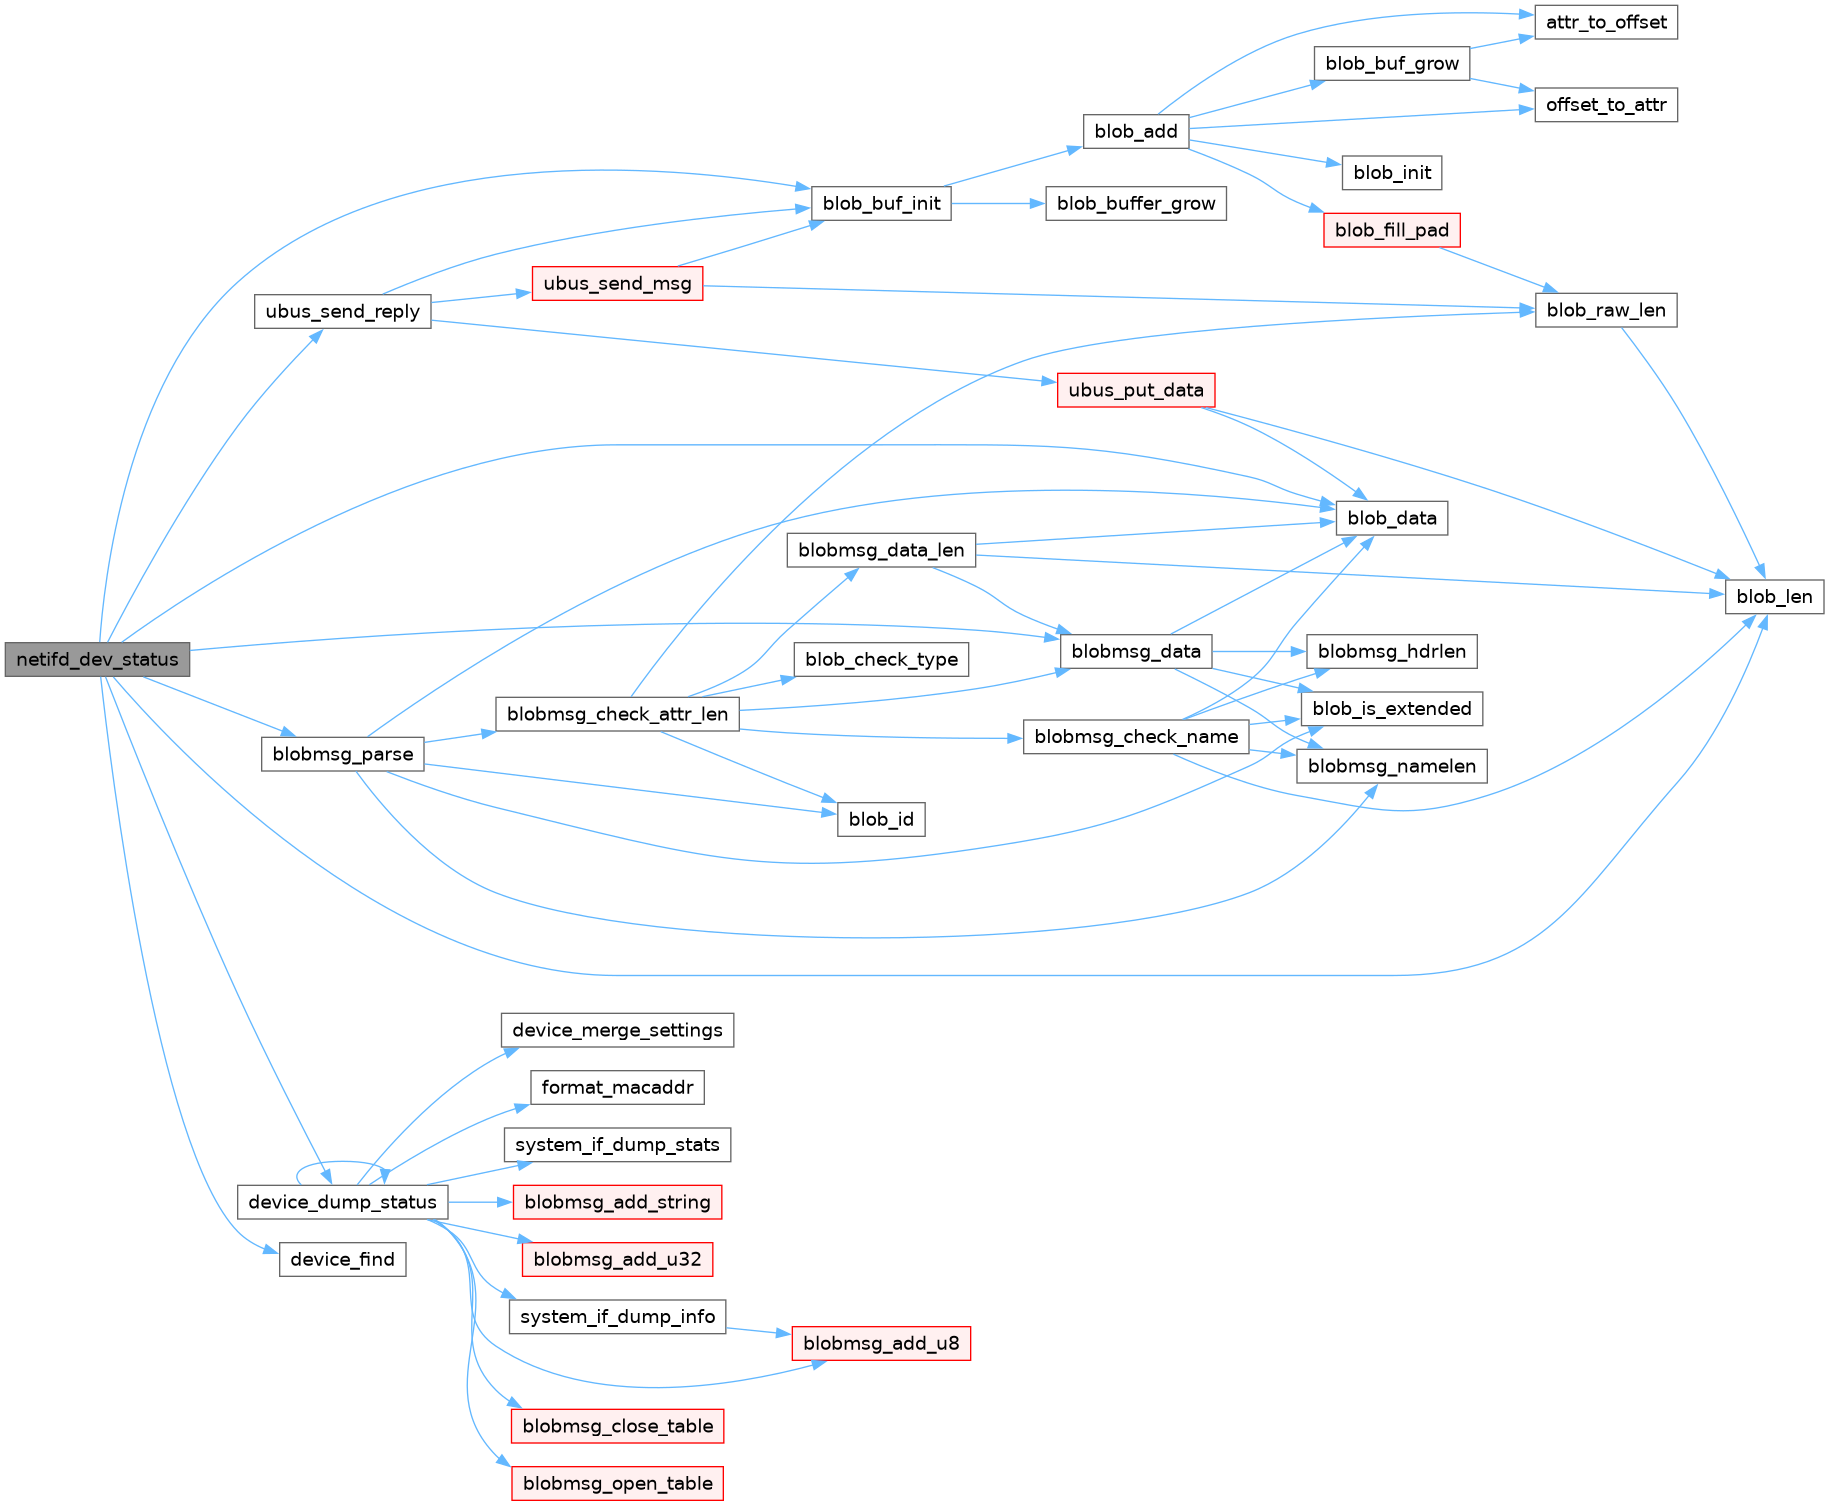 attr_to_offset
blob_buf_grow
offset_to_attr
blob_add
blob_init
blob_buf_init
blob_buffer_grow
blob_fill_pad
ubus_send_msg
ubus_send_reply
blob_raw_len
ubus_put_data
blob_data
blobmsg_data_len
blob_len
netifd_dev_status
blobmsg_data
blobmsg_hdrlen
blob_check_type
blobmsg_check_attr_len
blob_is_extended
blobmsg_check_name
blobmsg_parse
blobmsg_namelen
blob_id
device_merge_settings
format_macaddr
system_if_dump_stats
device_dump_status
blobmsg_add_string
device_find
blobmsg_add_u32
system_if_dump_info
blobmsg_add_u8
blobmsg_close_table
blobmsg_open_table